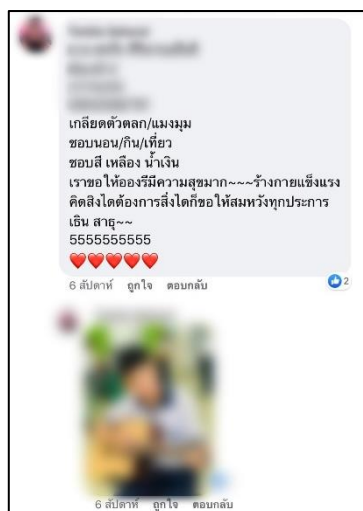 เกลียดตัวตลก/แมงมุม
ชอบนอน/กิน/เที่ยว
ชอบสี เหลือง น้ำเงิน
เราขอให้อองรีมีความสุขมาก~~~ร่างกายแข็งแรง
คิดสิ่งใดต้องการสิ่งใดก็ขอให้สมหวังทุกประการ
เธิน สาธุ~~
5555555555
❤️❤️❤️❤️❤️
6 สัปดาห์ ถูกใจ ตอบกลับ 2
6 สัปดาห์ ถูกใจ ตอบกลับ